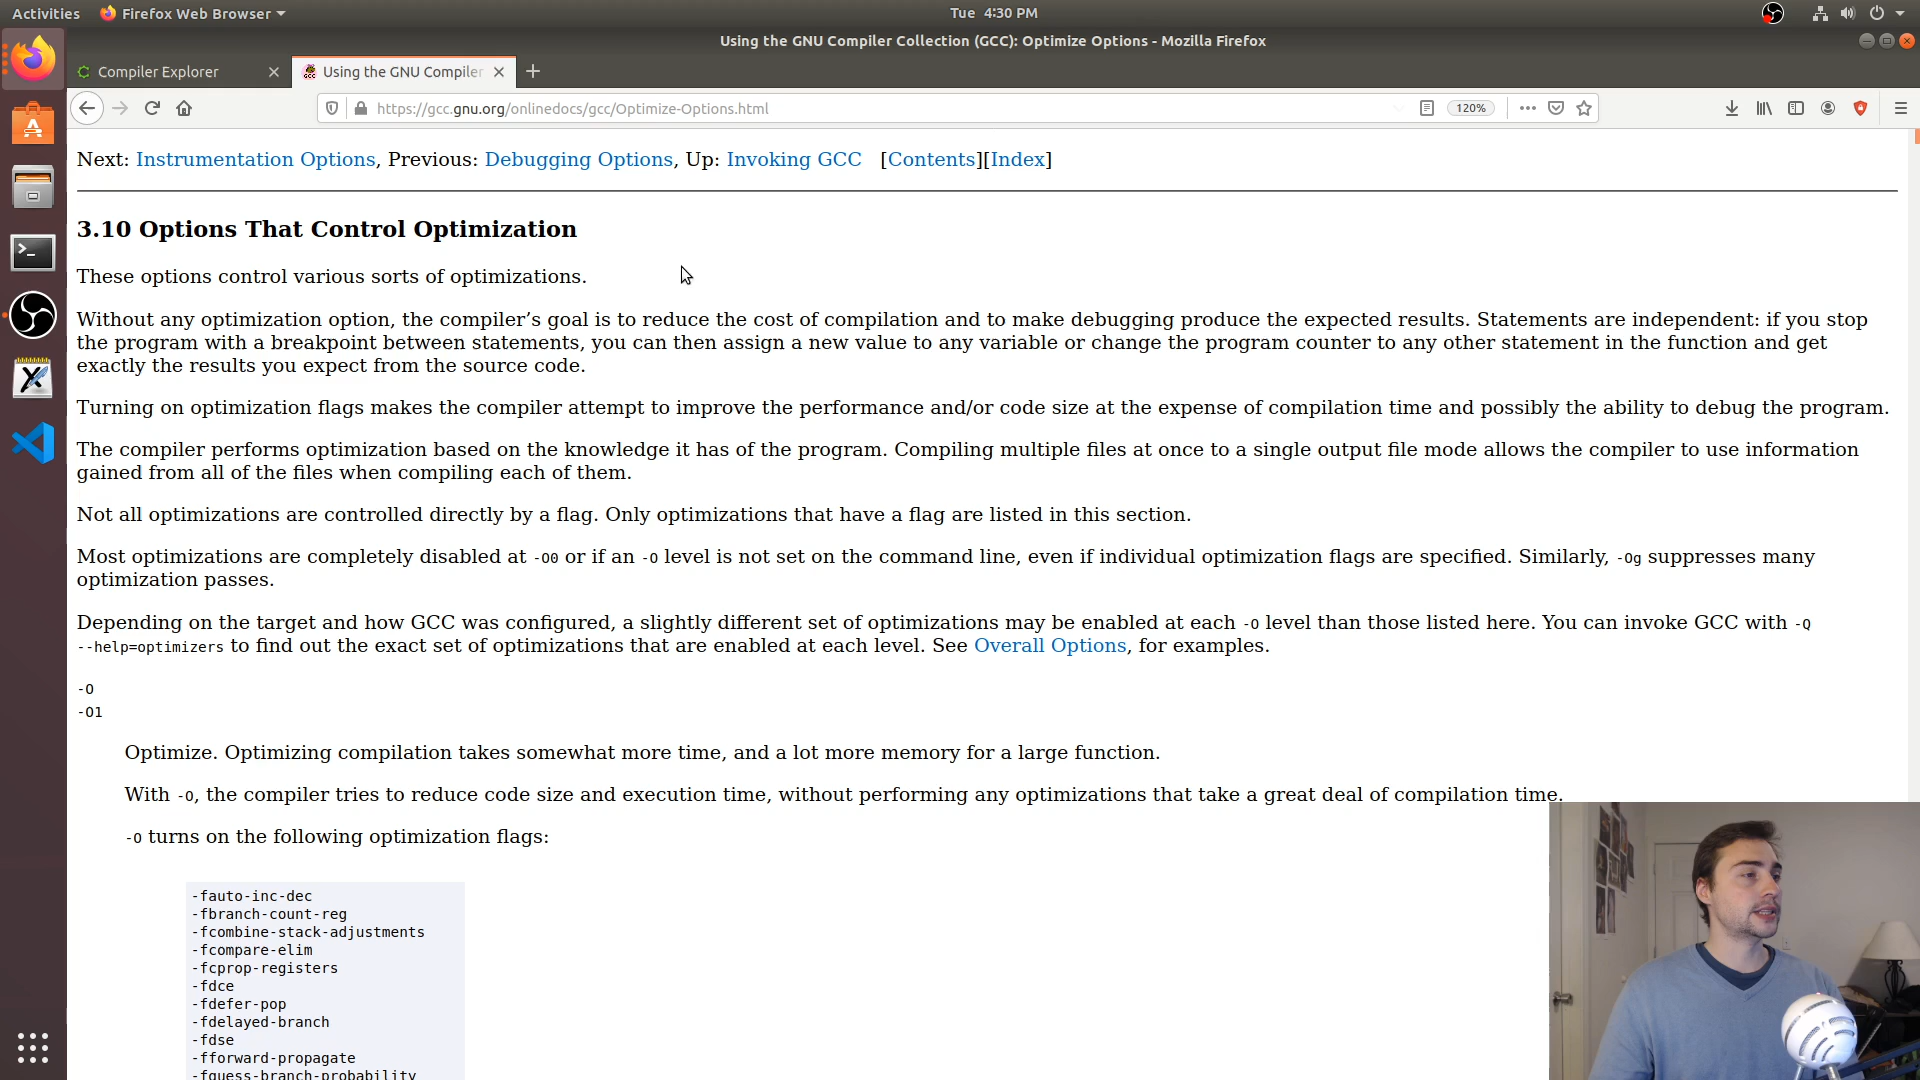 Activities Firefox Web Browser Tue 4:30 PM
Using the GNU Compiler Collection (GCC): Optimize Options - Mozilla Firefox
Compiler Explorer Using the GNU Compiler
https://gcc.gnu.org/onlinedocs/gcc/Optimize-Options.html 120%
Next: Instrumentation Options, Previous: Debugging Options, Up: Invoking GCC [Contents][Index]
3.10 Options That Control Optimization
These options control various sorts of optimizations.
Without any optimization option, the compiler’s goal is to reduce the cost of compilation and to make debugging produce the expected results. Statements are independent: if you stop
the program with a breakpoint between statements, you can then assign a new value to any variable or change the program counter to any other statement in the function and get
exactly the results you expect from the source code.
Turning on optimization flags makes the compiler attempt to improve the performance and/or code size at the expense of compilation time and possibly the ability to debug the program.
The compiler performs optimization based on the knowledge it has of the program. Compiling multiple files at once to a single output file mode allows the compiler to use information
gained from all of the files when compiling each of them.
Not all optimizations are controlled directly by a flag. Only optimizations that have a flag are listed in this section.
Most optimizations are completely disabled at -O0 or if an -O level is not set on the command line, even if individual optimization flags are specified. Similarly, -Og suppresses many
optimization passes.
Depending on the target and how GCC was configured, a slightly different set of optimizations may be enabled at each -O level than those listed here. You can invoke GCC with -Q
--help=optimizers to find out the exact set of optimizations that are enabled at each level. See Overall Options, for examples.
-O
-O1
Optimize. Optimizing compilation takes somewhat more time, and a lot more memory for a large function.
With -O, the compiler tries to reduce code size and execution time, without performing any optimizations that take a great deal of compilation time.
-O turns on the following optimization flags:
-fauto-inc-dec
-fbranch-count-reg
-fcombine-stack-adjustments
-fcompare-elim
-fcprop-registers
-fdce
-fdefer-pop
-fdelayed-branch
-fdse
-fforward-propagate
-fguess-branch-probability